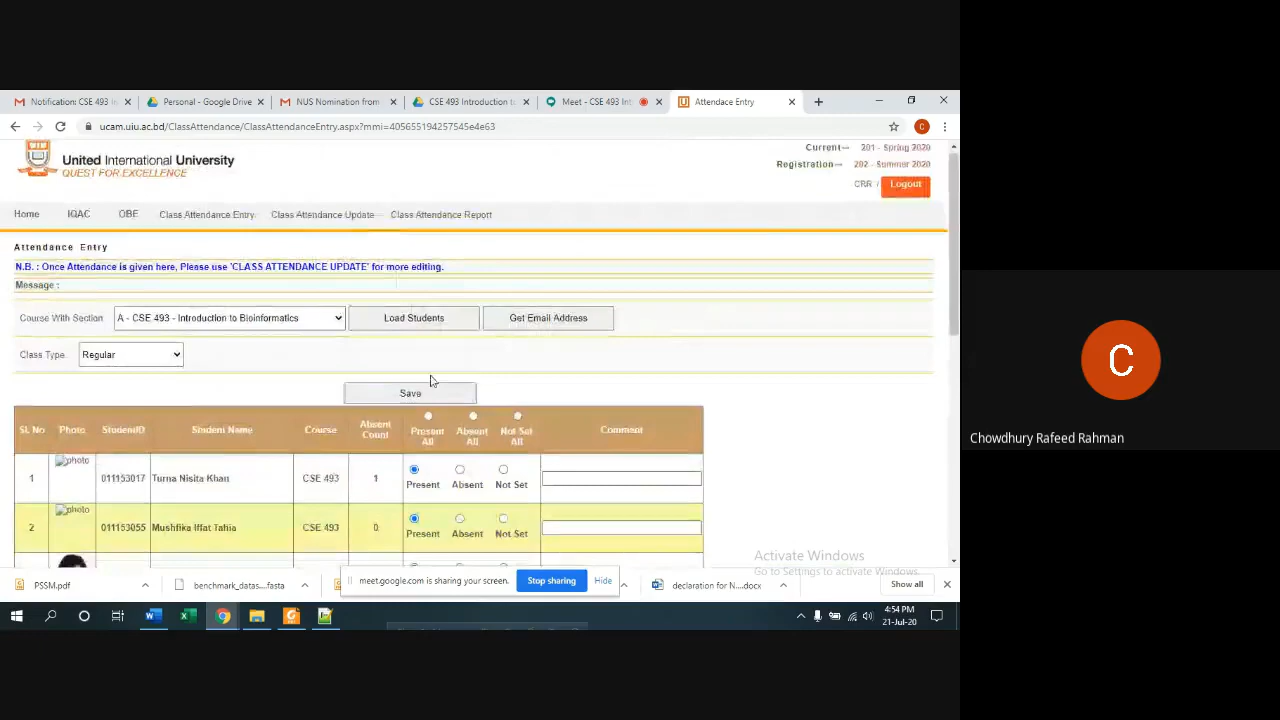 Notification: CSE 493 In
Personal - Google Drive
NUS Nomination from
CSE 493 Introduction to
Meet - CSE 493 Int
Attendace Entry
ucam.uiu.ac.bd/ClassAttendance/ClassAttendanceEntry.aspx?mmi=405655194257545e4e63
C
United International University
QUEST FOR EXCELLENCE
Current-- 201 - Spring 2020
Registration-- 202 - Summer 2020
CRR / Logout
Home IQAC OBE Class Attendance Entry Class Attendance Update Class Attendance Report
Attendance Entry
N.B. : Once Attendance is given here, Please use 'CLASS ATTENDANCE UPDATE' for more editing.
Message :
Course With Section A - CSE 493 - Introduction to Bioinformatics Load Students Get Email Address
Class Type Regular
Save
SL No Photo StudentID Student Name Course Absent Count Present All Absent All Not Set All Comment
1 photo 011153017 Turna Nisita Khan CSE 493 1 Present Absent Not Set
2 photo 011153055 Mushfika Iffat Tahia CSE 493 0 Present Absent Not Set
Activate Windows
Go to Settings to activate Windows.
meet.google.com is sharing your screen. Stop sharing Hide
PSSM.pdf
benchmark_datas....fasta
declaration for N....docx
Show all
4:54 PM
21-Jul-20
C
Chowdhury Rafeed Rahman